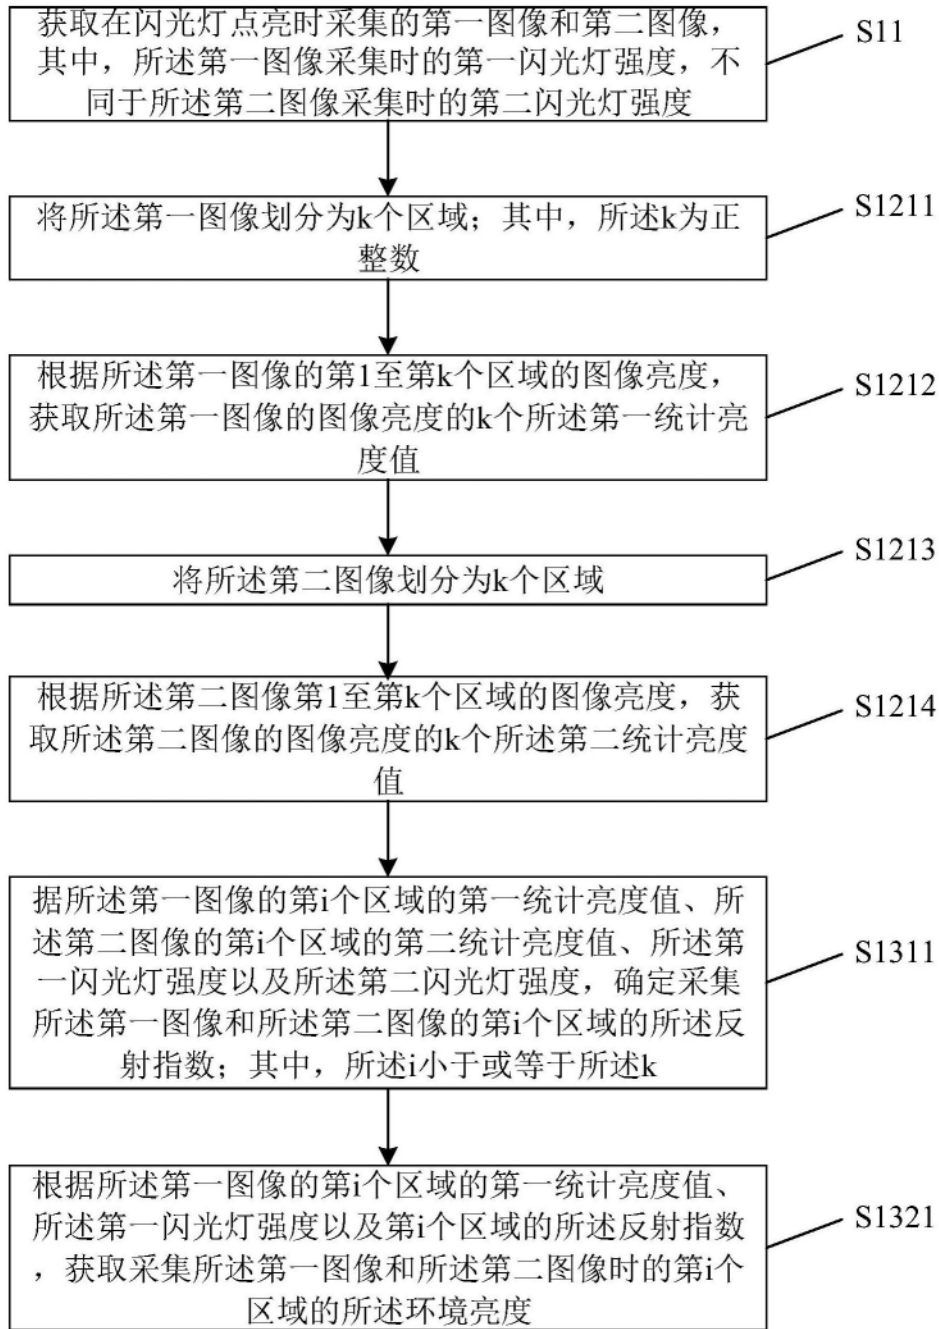 获取在闪光灯点亮时采集的第一图像和第二图像，
其中，所述第一图像采集时的第一闪光灯强度，不
同于所述第二图像采集时的第二闪光灯强度
S11
将所述第一图像划分为k个区域；其中，所述k为正
整数
S1211
根据所述第一图像的第1至第k个区域的图像亮度，
获取所述第一图像的图像亮度的k个所述第一统计亮
度值
S1212
将所述第二图像划分为k个区域
S1213
根据所述第二图像第1至第k个区域的图像亮度，获
取所述第二图像的图像亮度的k个所述第二统计亮度
值
S1214
据所述第一图像的第i个区域的第一统计亮度值、所
述第二图像的第i个区域的第二统计亮度值、所述第
一闪光灯强度以及所述第二闪光灯强度，确定采集
所述第一图像和所述第二图像的第i个区域的所述反
射指数；其中，所述i小于或等于所述k
S1311
根据所述第一图像的第i个区域的第一统计亮度值、
所述第一闪光灯强度以及第i个区域的所述反射指数
，获取采集所述第一图像和所述第二图像时的第i个
区域的所述环境亮度
S1321